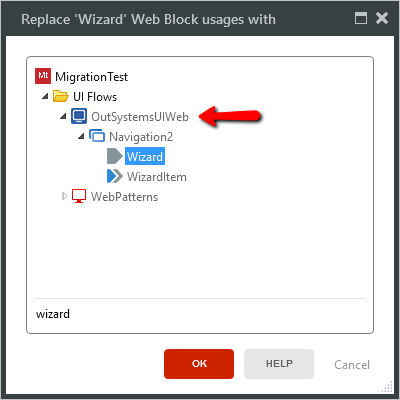 Replace 'Wizard' Web Block usages with
Mt MigrationTest
UI Flows
OutSystemsUIWeb
Navigation2
Wizard
WizardItem
WebPatterns
wizard
OK HELP Cancel